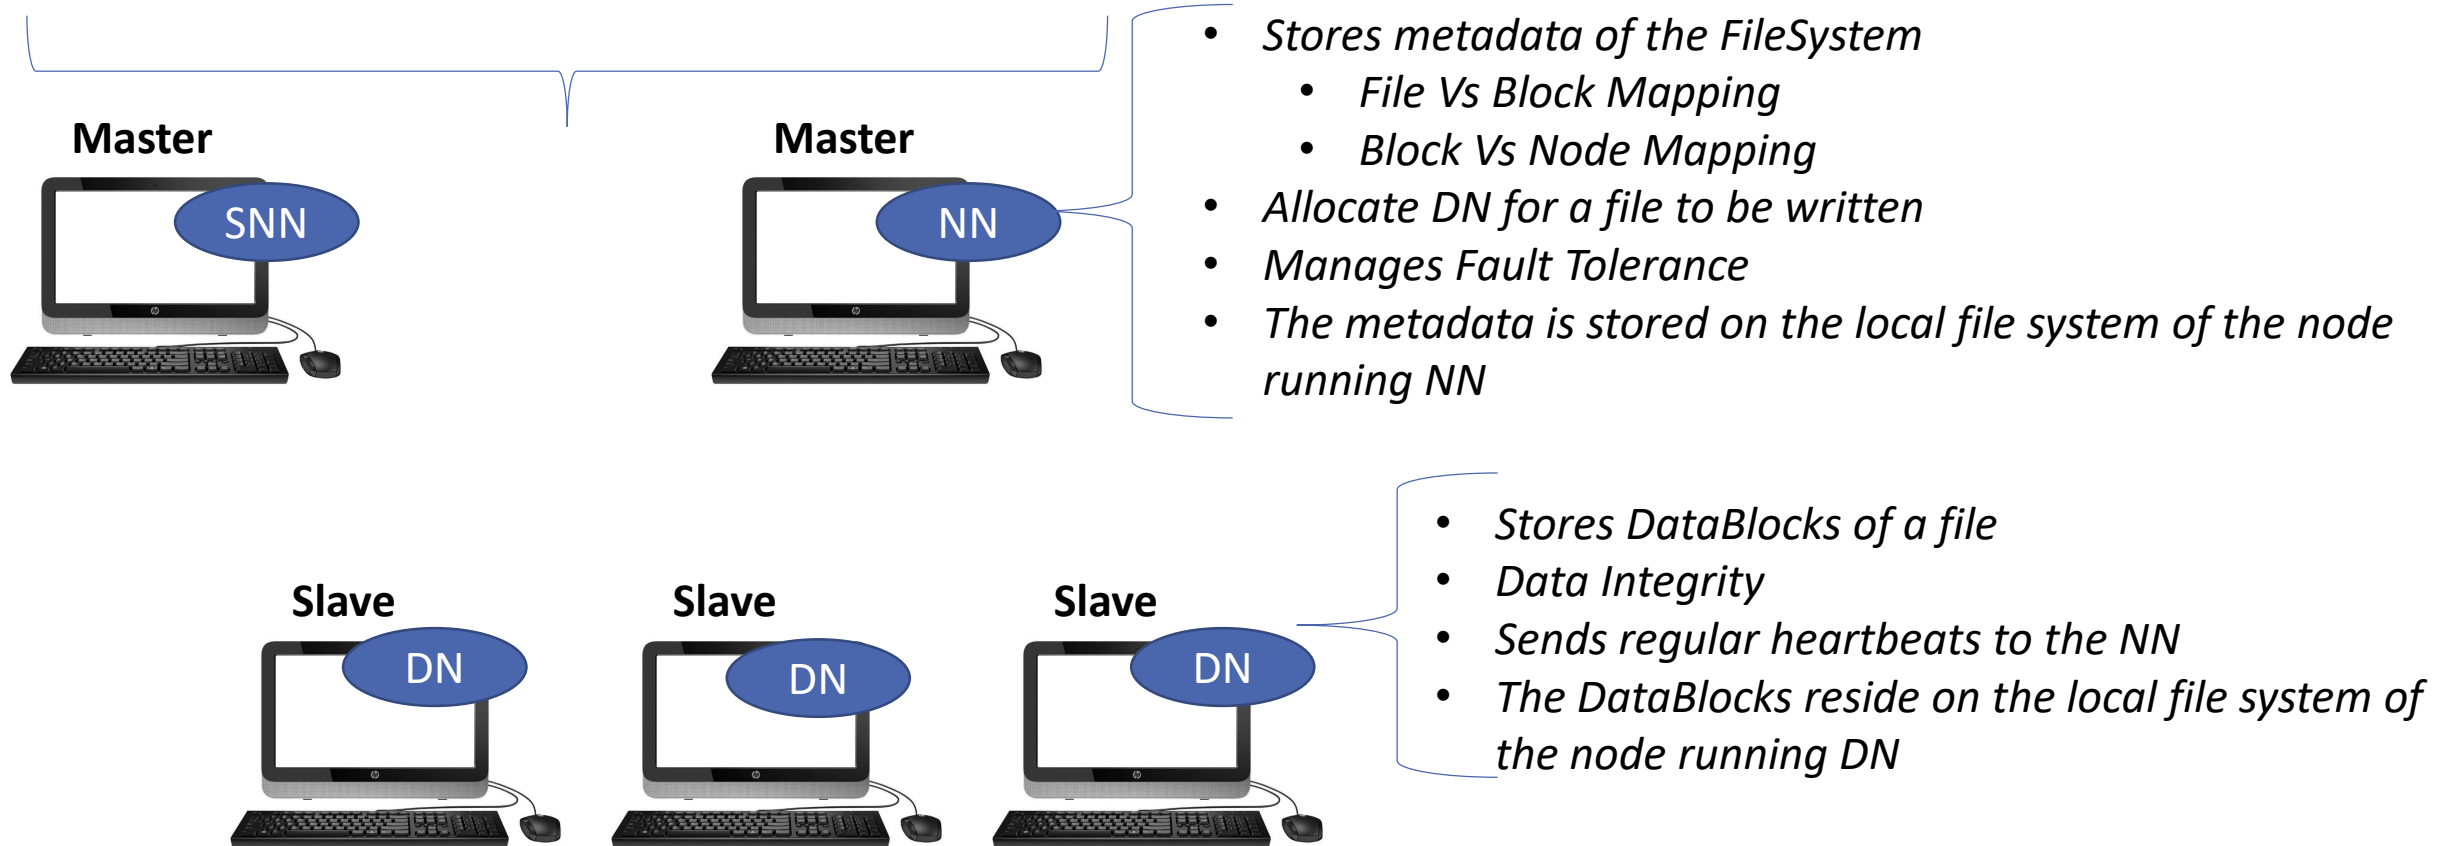 Master
Master
SNN
NN
• Stores metadata of the FileSystem
• File Vs Block Mapping
• Block Vs Node Mapping
• Allocate DN for a file to be written
• Manages Fault Tolerance
• The metadata is stored on the local file system of the node
running NN
Slave
Slave
Slave
DN
DN
DN
• Stores DataBlocks of a file
• Data Integrity
• Sends regular heartbeats to the NN
• The DataBlocks reside on the local file system of
the node running DN